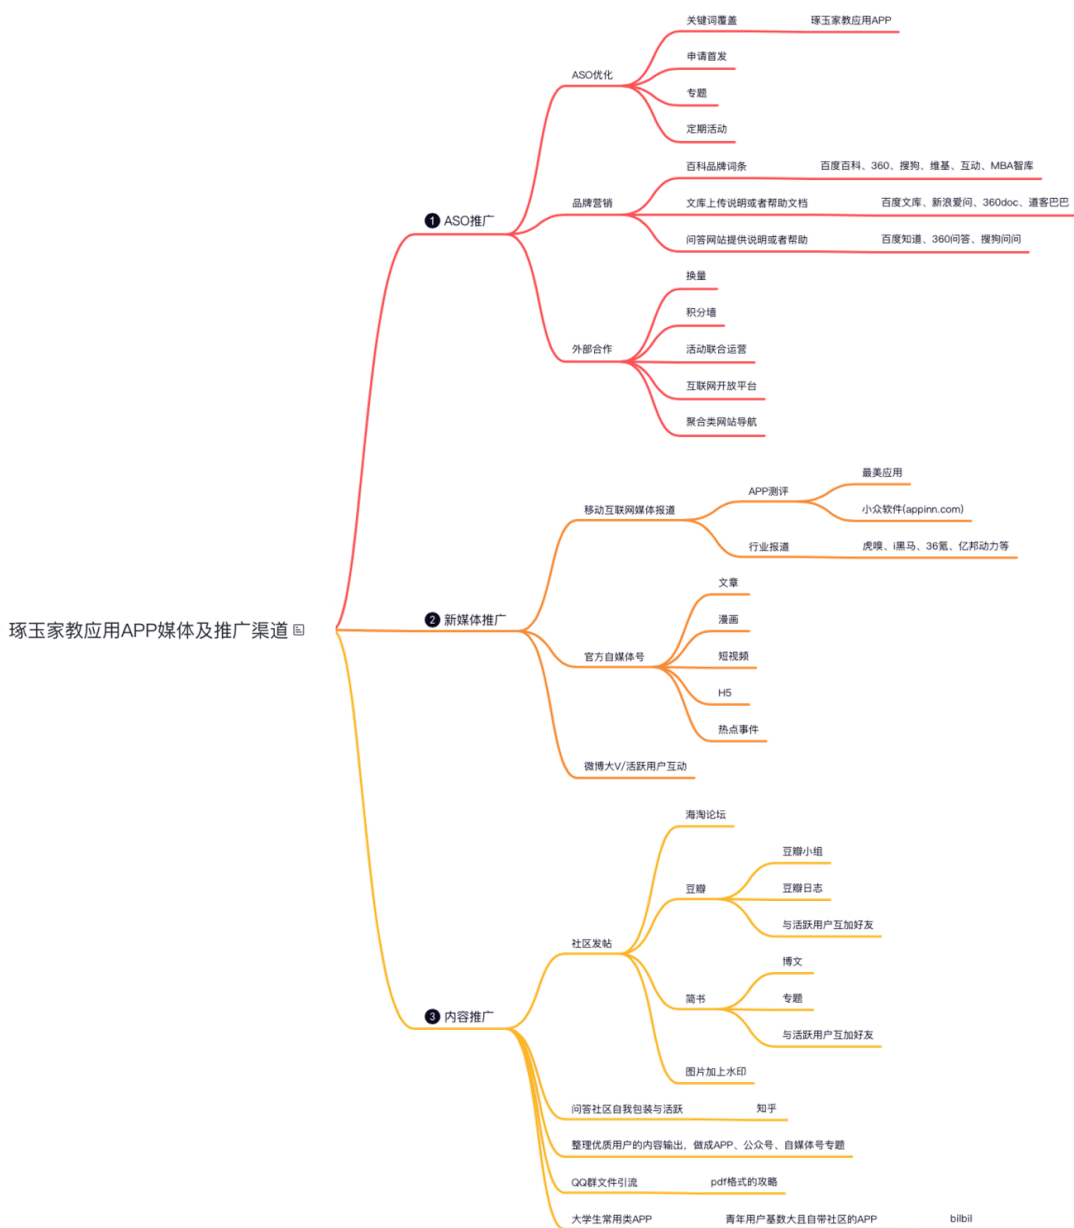 琢玉家教应用APP媒体及推广渠道
1 ASO推广
ASO优化
关键词覆盖
琢玉家教应用APP
申请首发
专题
定期活动
品牌营销
百科品牌词条
百度百科、360、搜狗、维基、互动、MBA智库
文库上传说明或者帮助文档
百度文库、新浪爱问、360doc、道客巴巴
问答网站提供说明或者帮助
百度知道、360问答、搜狗问问
外部合作
换量
积分墙
活动联合运营
互联网开放平台
聚合类网站导航
2 新媒体推广
移动互联网媒体报道
APP测评
最美应用
小众软件(appinn.com)
行业报道
虎嗅、i黑马、36氪、亿邦动力等
官方自媒体号
文章
漫画
短视频
H5
热点事件
微博大V/活跃用户互动
3 内容推广
社区发帖
海淘论坛
豆瓣
豆瓣小组
豆瓣日志
与活跃用户互加好友
简书
博文
专题
与活跃用户互加好友
图片加上水印
问答社区自我包装与活跃
知乎
整理优质用户的内容输出，做成APP、公众号、自媒体号专题
QQ群文件引流
pdf格式的攻略
大学生常用类APP
青年用户基数大且自带社区的APP
bilbil